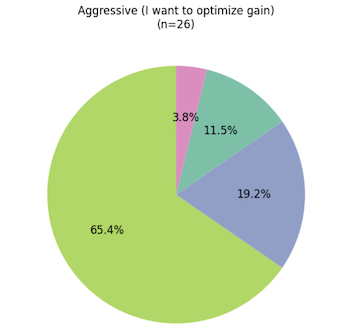 Aggressive (I want to optimize gain)
(n=26)
3.8%
11.5%
19.2%
65.4%